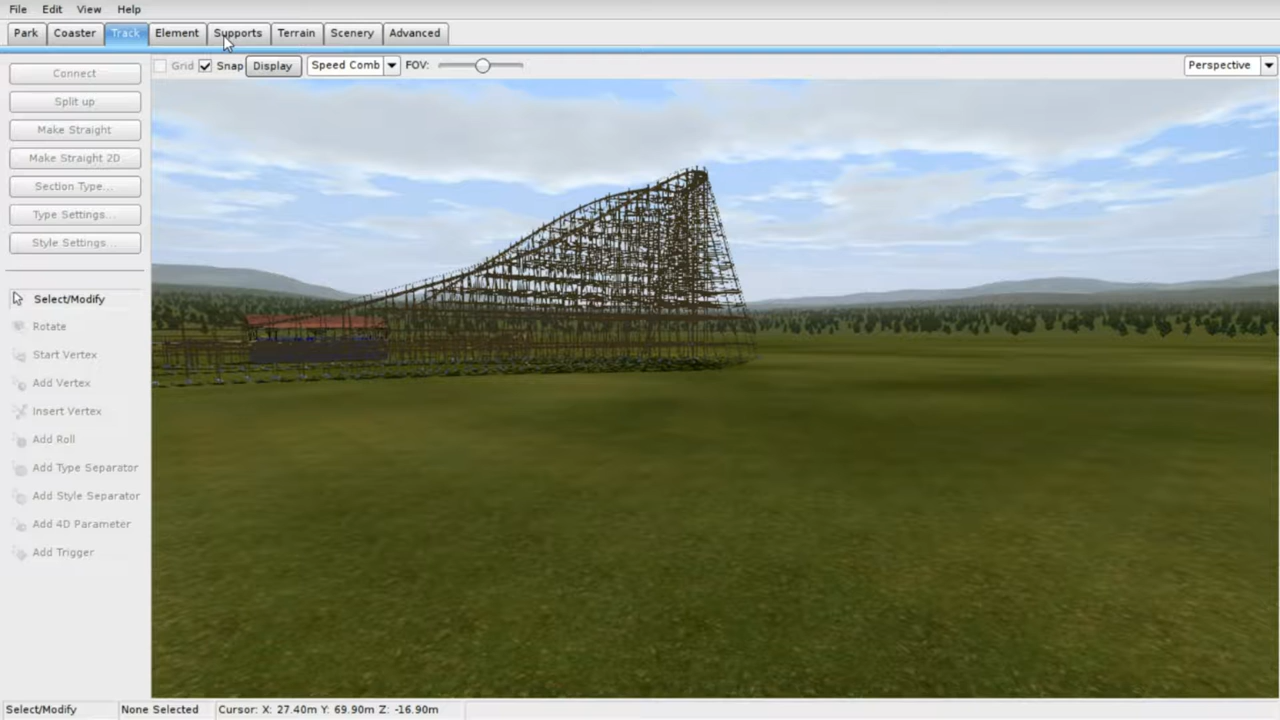 File Edit View Help
Park Coaster Track Element Supports Terrain Scenery Advanced
Grid Snap Display Speed Comb FOV: Perspective
Connect
Split up
Make Straight
Make Straight 2D
Section Type...
Type Settings...
Style Settings...
Select/Modify
Rotate
Start Vertex
Add Vertex
Insert Vertex
Add Roll
Add Type Separator
Add Style Separator
Add 4D Parameter
Add Trigger
Select/Modify None Selected Cursor: X: 27.40m Y: 69.90m Z: -16.90m